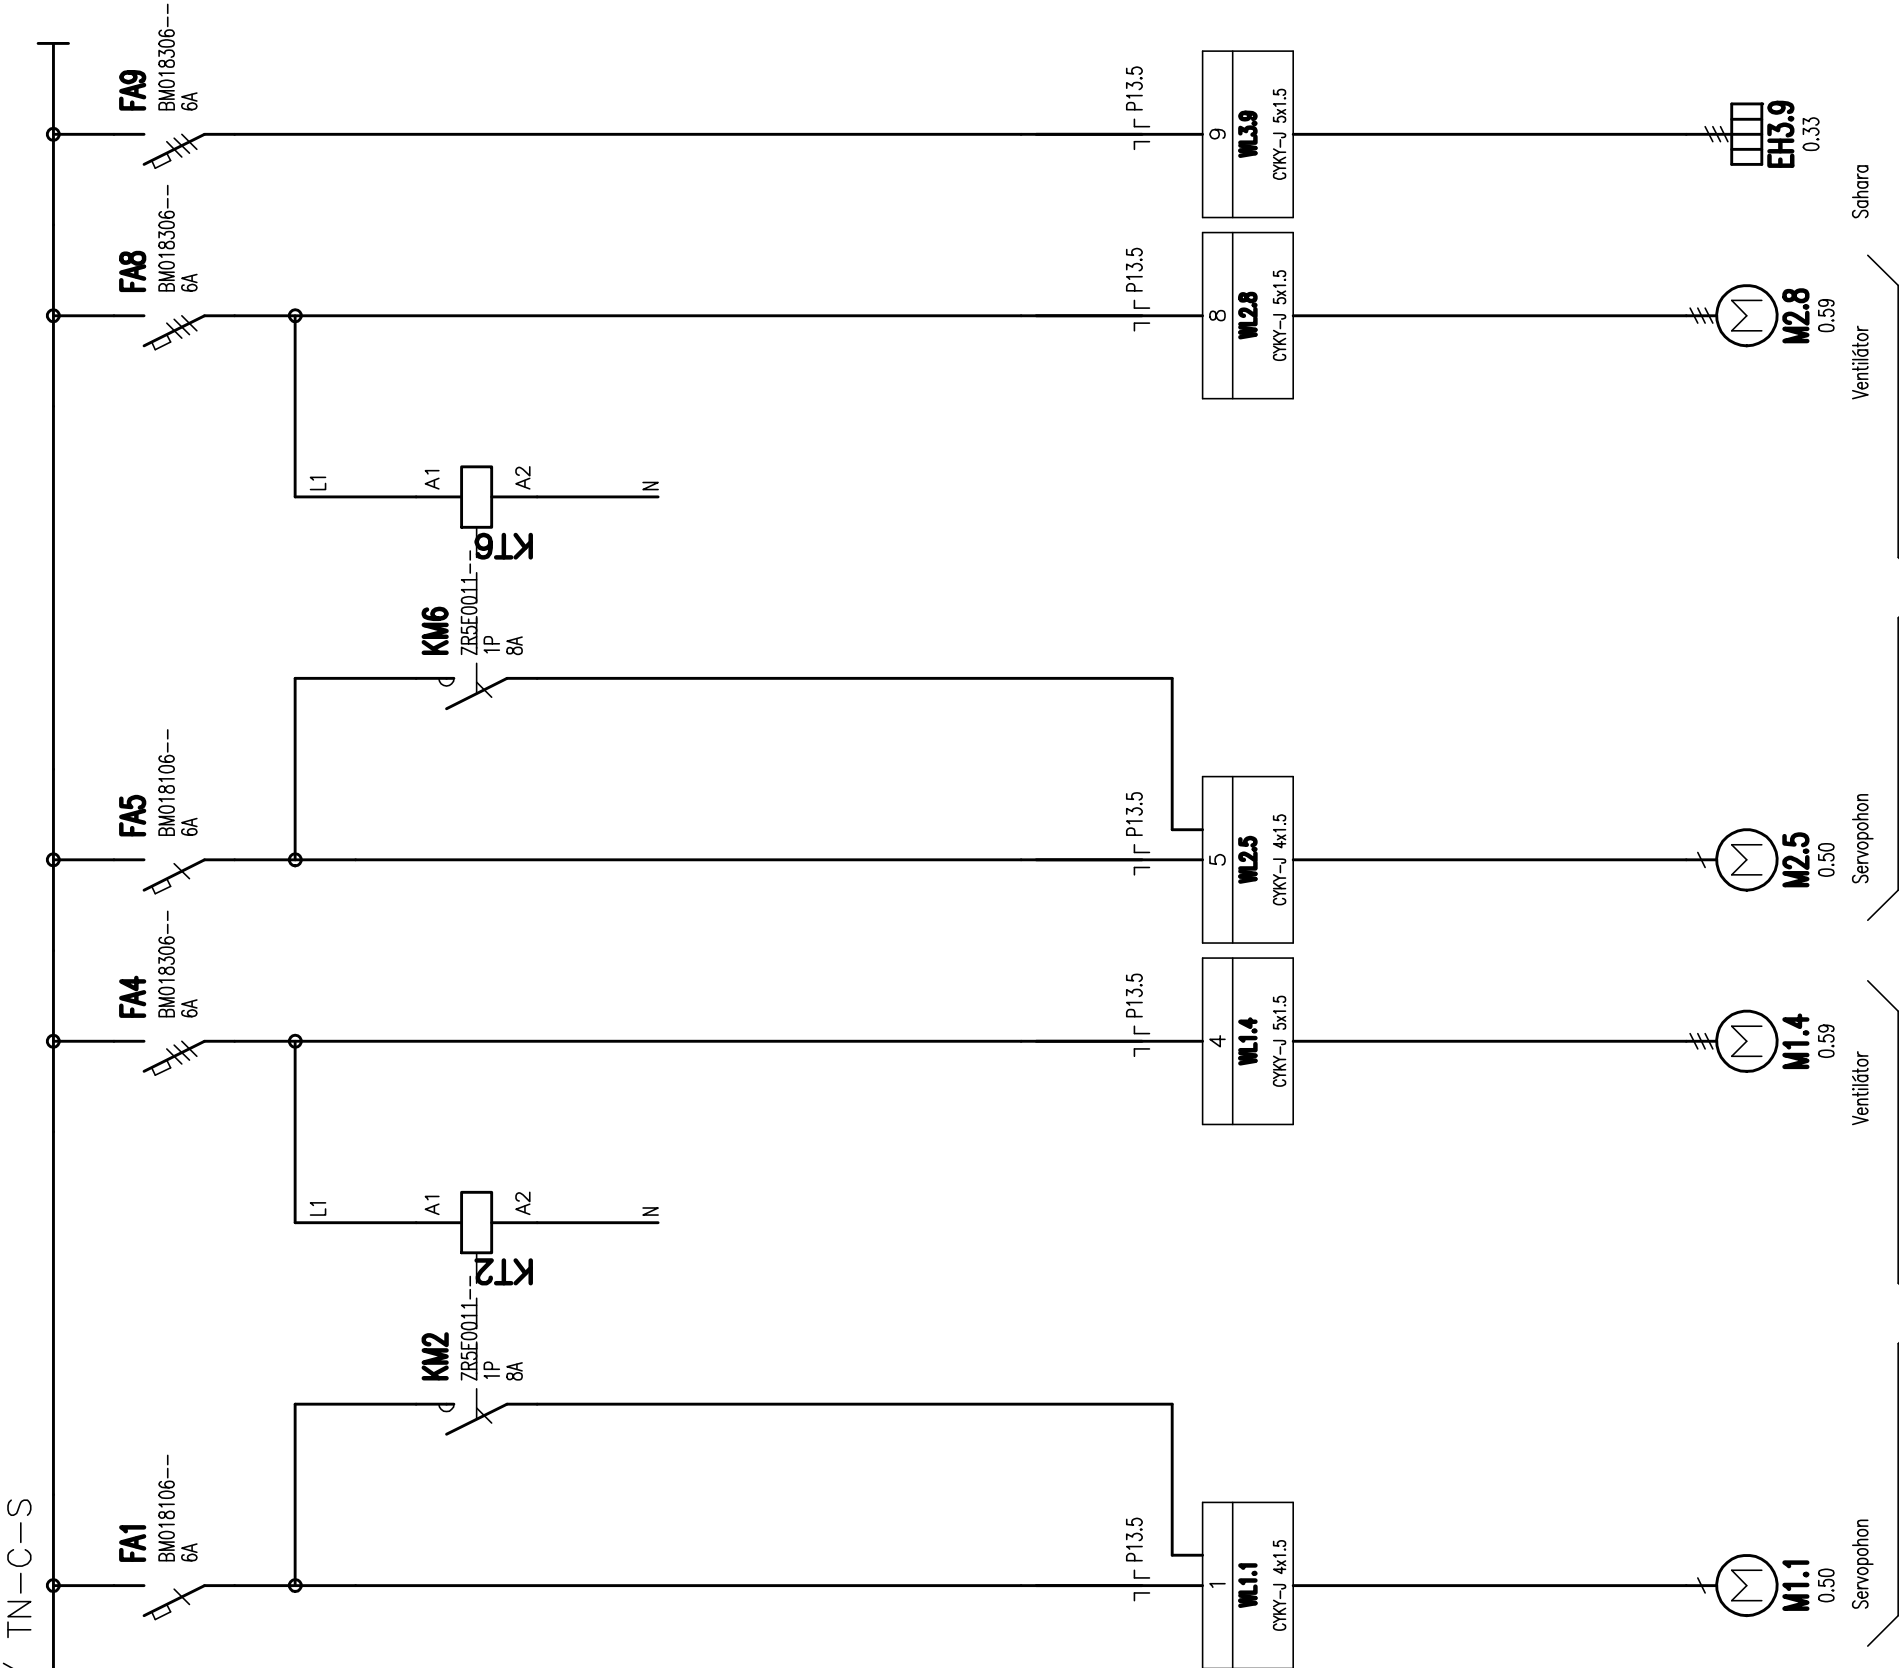 TN-C-S
FA1
BM018106--
6A
FA4
BM018306--
6A
FA5
BM018106--
6A
FA8
BM018306--
6A
FA9
BM018306--
6A
KM2
ZR5E0011--
1P
8A
L1
A1
A2
N
KT2
KM6
ZR5E0011--
1P
8A
L1
A1
A2
N
KT6
P13.5
P13.5
P13.5
P13.5
P13.5
1
WL1.1
CYKY-J 4x1.5
4
WL1.4
CYKY-J 5x1.5
5
WL2.5
CYKY-J 4x1.5
8
WL2.8
CYKY-J 5x1.5
9
WL3.9
CYKY-J 5x1.5
M
M1.1
0.50
Servopohon
M
M1.4
0.59
Ventilátor
M
M2.5
0.50
Servopohon
M
M2.8
0.59
Ventilátor
EH3.9
0.33
Sahara